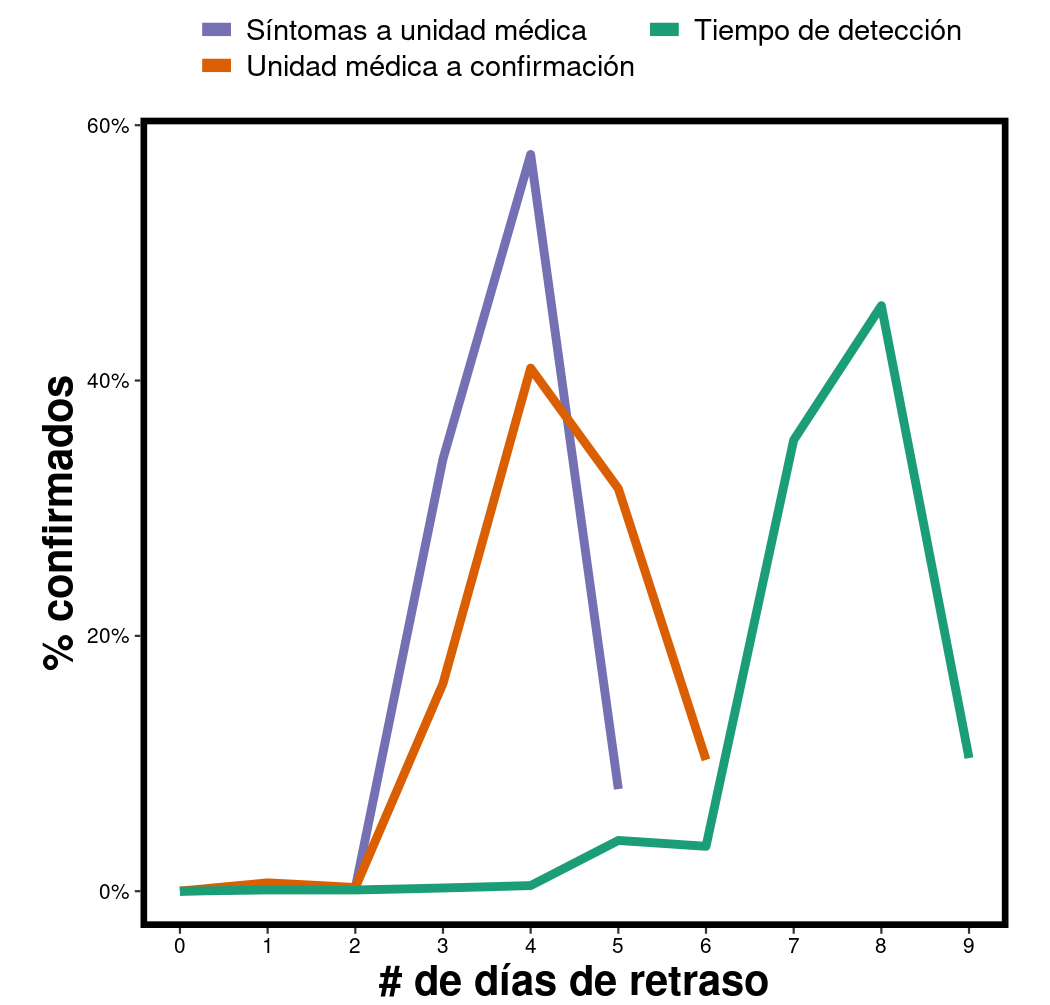 Síntomas a unidad médica
Tiempo de detección
Unidad médica a confirmación
60%
40%
20%
0%
% confirmados
0 1 2 3 4 5 6 7 8 9
# de días de retraso